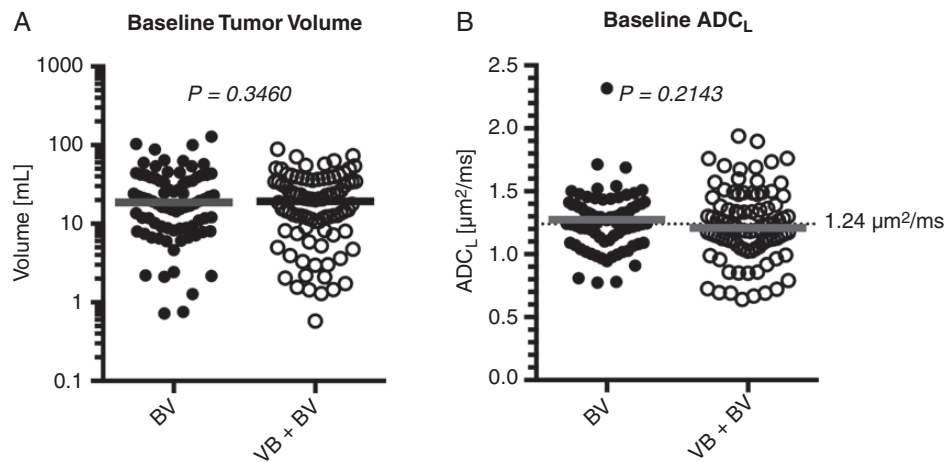 A
Baseline Tumor Volume
P = 0.3460
Volume [mL]
1000
100
10
1
0.1
BV
VB + BV
B
Baseline ADC_L
P = 0.2143
ADC_L [µm²/ms]
2.5
2.0
1.5
1.0
0.5
0.0
1.24 µm²/ms
BV
VB + BV